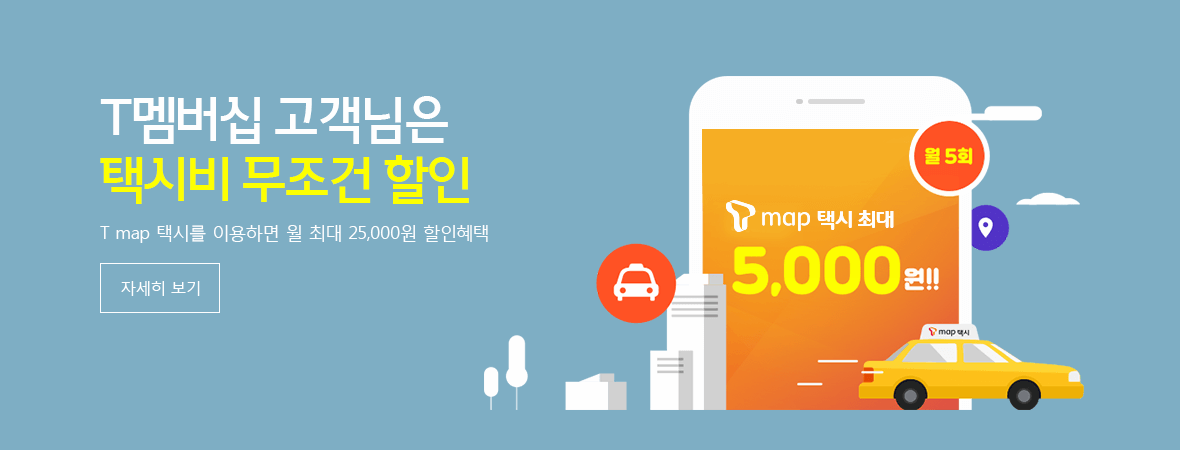 T멤버십 고객님은
택시비 무조건 할인
T map 택시를 이용하면 월 최대 25,000원 할인혜택
자세히 보기
월 5회
T map 택시 최대
5,000원!!
T map 택시